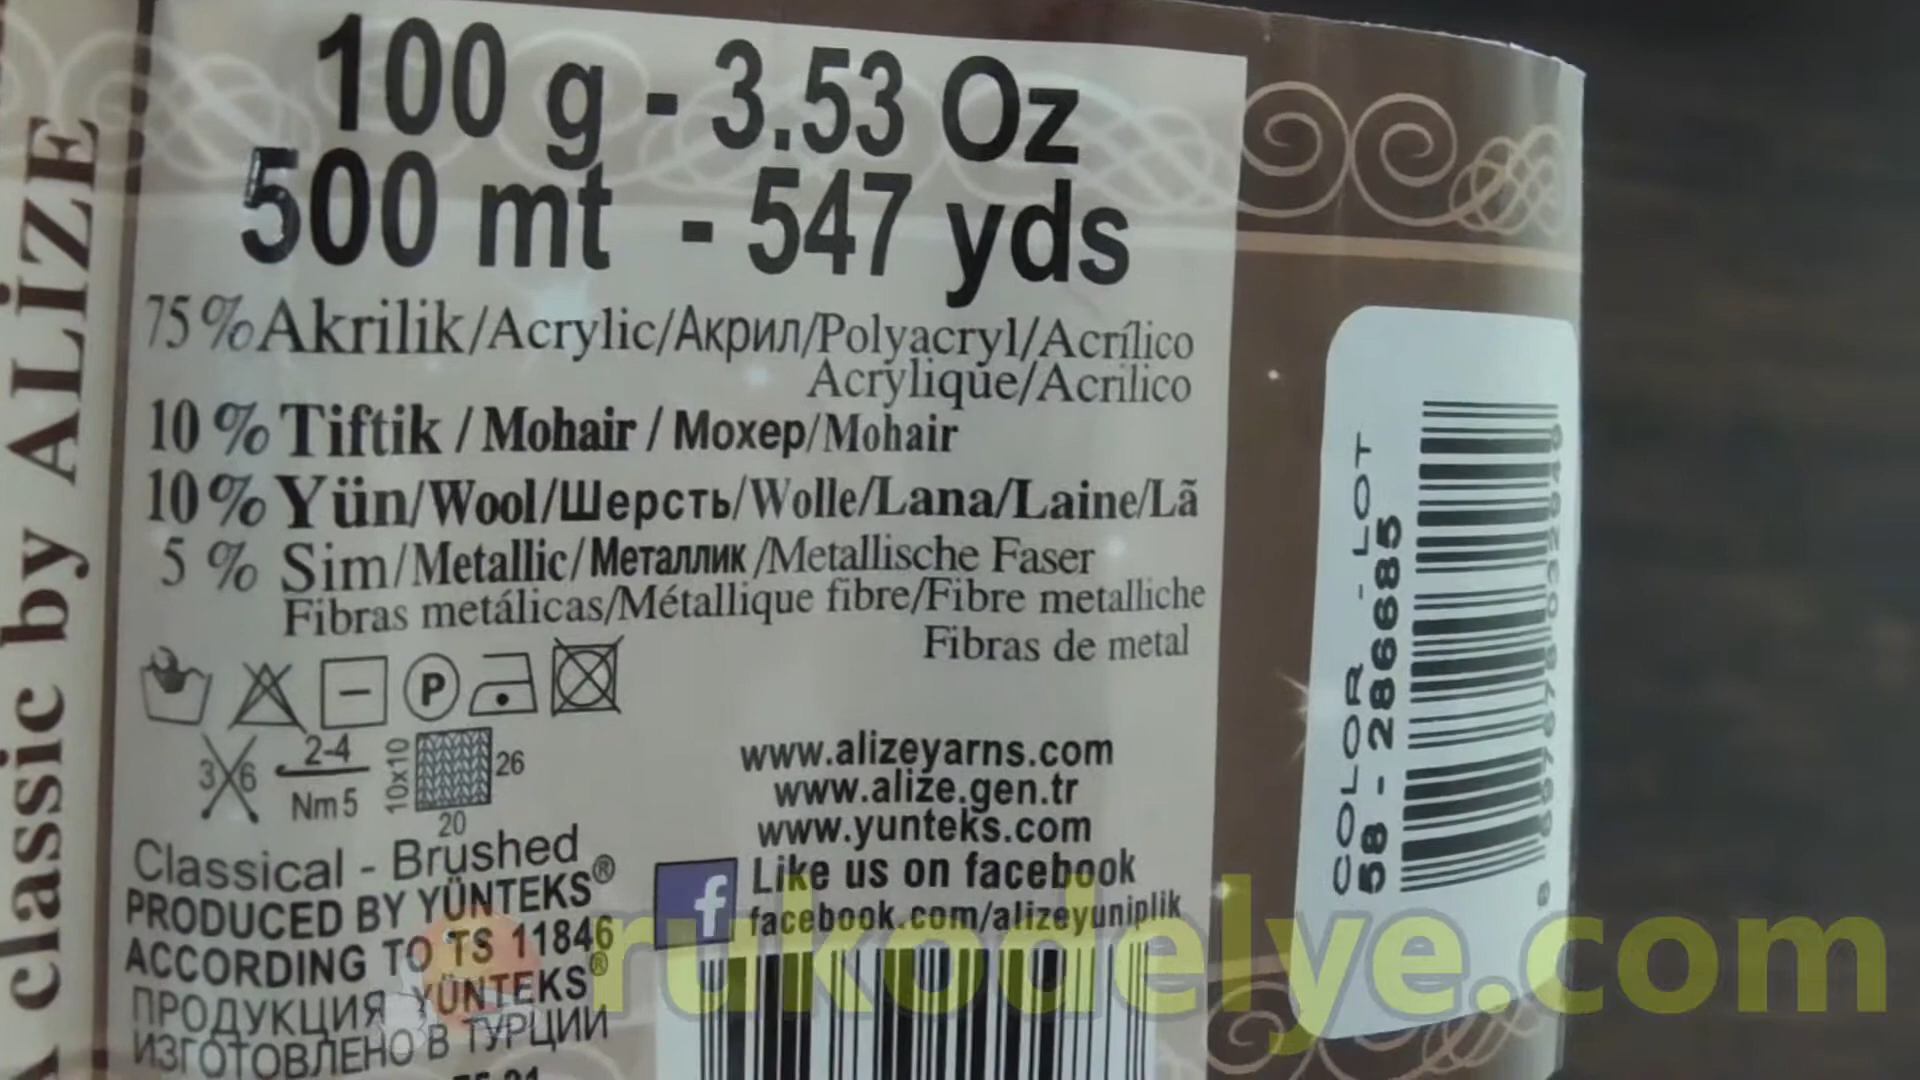 100 g - 3.53 Oz
500 mt - 547 yds
75% Akrilik/Acrylic/Акрил/Polyacryl/Acrílico
Acrylique/Acrilico
10% Tiftik / Mohair / Мохер/Mohair
10% Yün/Wool/Шерсть/Wolle/Lana/Laine/Lã
5 % Sim/Metallic/Металлик/Metallische Faser
Fibras metálicas/Métallique fibre/Fibre metalliche
Fibras de metal
P
3 6
2-4
Nm 5
10x10
26
20
www.alizeyarns.com
www.alize.gen.tr
www.yunteks.com
Like us on facebook
f
facebook.com/alizeyuniplik
Classical - Brushed
PRODUCED BY YÜNTEKS®
ACCORDING TO TS 11846
ПРОДУКЦИЯ YÜNTEKS®
ИЗГОТОВЛЕНО В ТУРЦИИ
classic by ALİZE
COLOR - LOT
58 - 286685
rukodelye.com